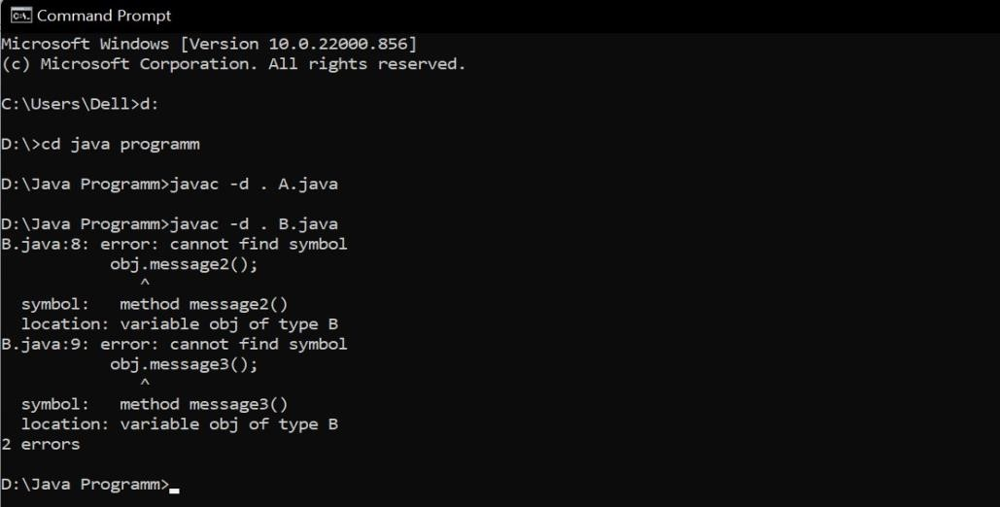 Command Prompt
Microsoft Windows [Version 10.0.22000.856]
(c) Microsoft Corporation. All rights reserved.
C:\Users\Dell>d:
D:\>cd java programm
D:\Java Programm>javac -d . A.java
D:\Java Programm>javac -d . B.java
B.java:8: error: cannot find symbol
           obj.message2();
              ^
  symbol:   method message2()
  location: variable obj of type B
B.java:9: error: cannot find symbol
           obj.message3();
              ^
  symbol:   method message3()
  location: variable obj of type B
2 errors
D:\Java Programm>